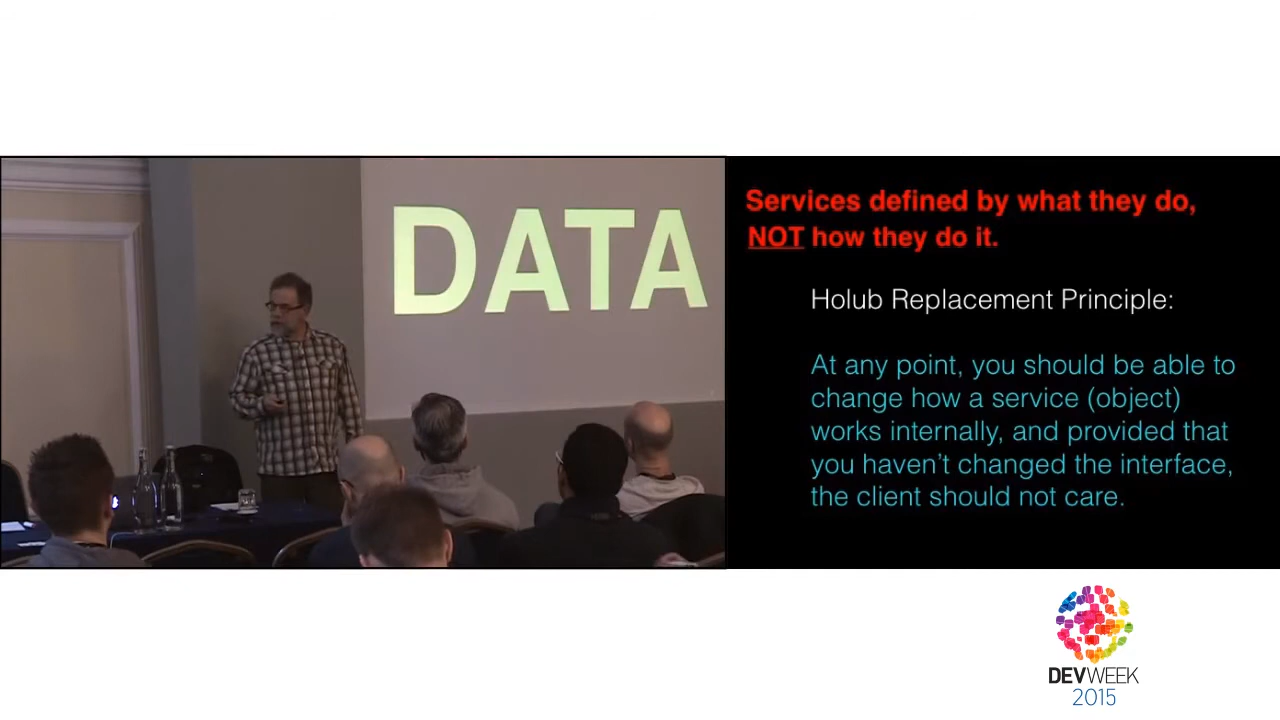 DATA
Services defined by what they do,
NOT how they do it.
Holub Replacement Principle:
At any point, you should be able to
change how a service (object)
works internally, and provided that
you haven't changed the interface,
the client should not care.
DEVWEEK
2015